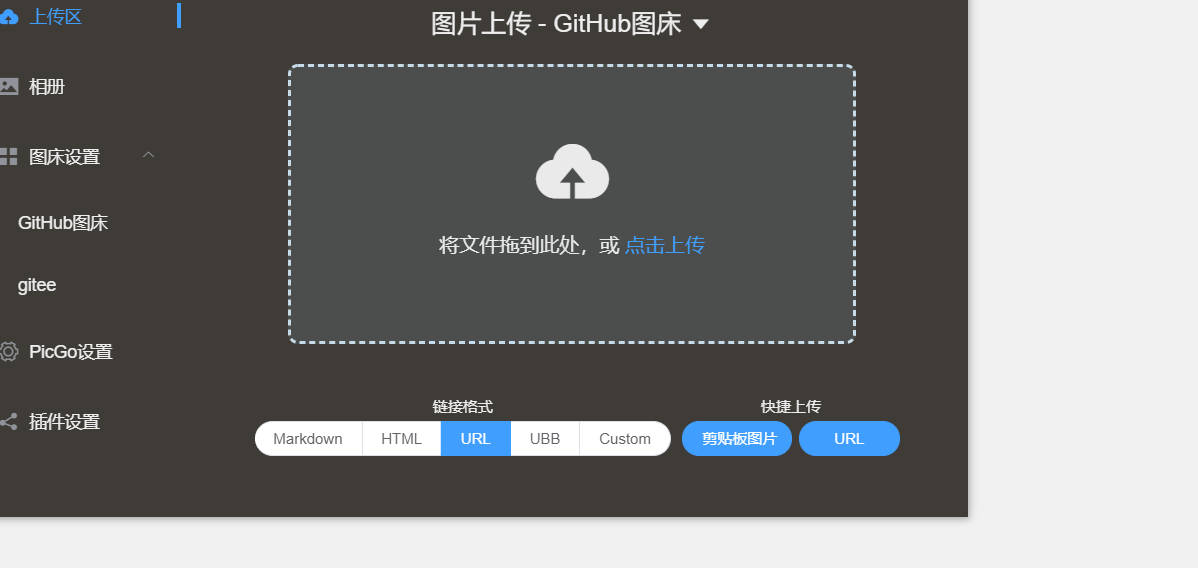 上传区
相册
图床设置
GitHub图床
gitee
PicGo设置
插件设置
图片上传 - GitHub图床
将文件拖到此处，或 点击上传
链接格式
Markdown HTML URL UBB Custom
快捷上传
剪贴板图片 URL